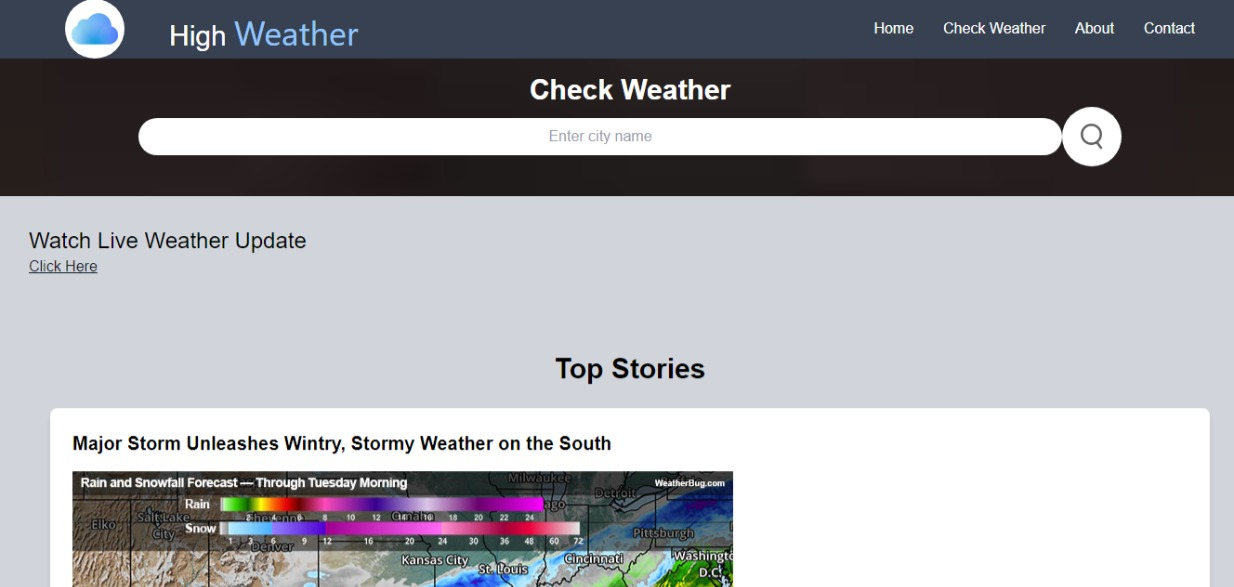 High Weather
Home Check Weather About Contact
Check Weather
Enter city name
Watch Live Weather Update
Click Here
Top Stories
Major Storm Unleashes Wintry, Stormy Weather on the South
Rain and Snowfall Forecast — Through Tuesday Morning
WeatherBug.com
Milwaukee
Detroit
Rain
2 4 6 8 10 12 14 16 18 20 22 24
Elko
Salt Lake City
Cheyenne
Omaha
Snow
1 3 6 9 12 16 20 24 30 36 48 60 72
Denver
Pittsburgh
Kansas City
St. Louis
Cincinnati
D.C.